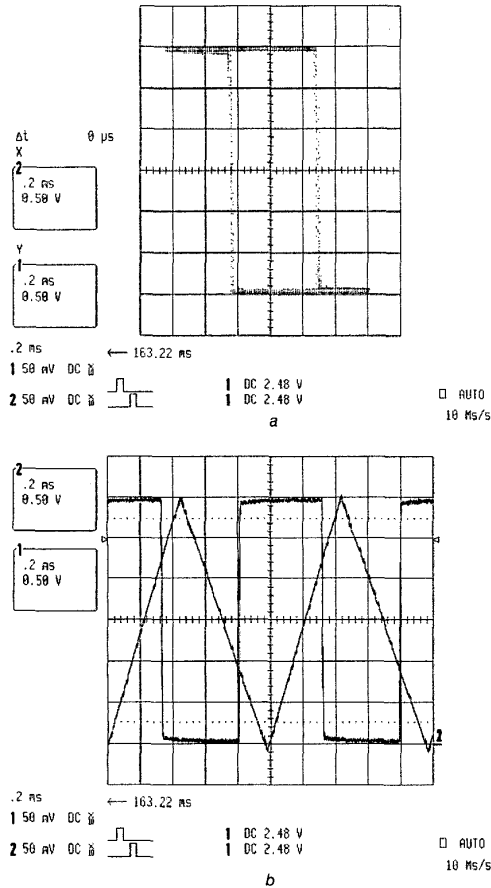 Δt 0 µs
X
2
.2 ms
0.50 V
Y
1
.2 ms
0.50 V
.2 ms
← 163.22 ms
1 50 mV DC
1 DC 2.48 V
2 50 mV DC
1 DC 2.48 V
□ AUTO
10 Ms/s
a
2
.2 ms
0.50 V
1
.2 ms
0.50 V
2
.2 ms
← 163.22 ms
1 50 mV DC
1 DC 2.48 V
2 50 mV DC
1 DC 2.48 V
□ AUTO
10 Ms/s
b